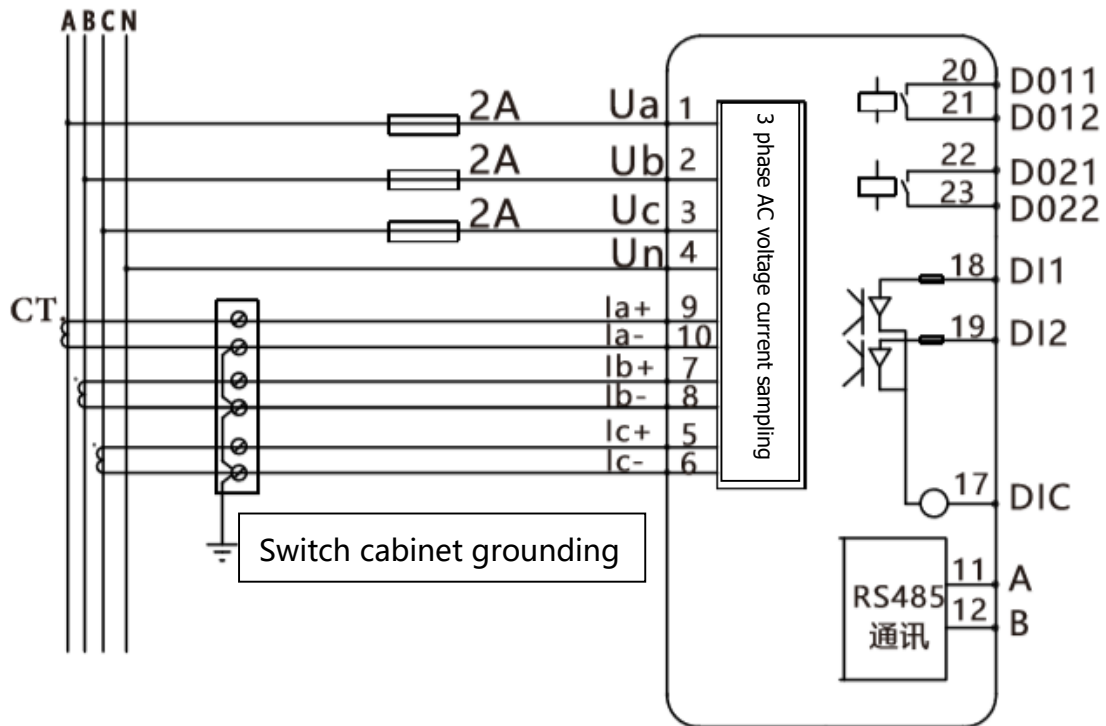 A B C N
2A Ua 1
2A Ub 2
2A Uc 3
Un 4
CT
Ia+ 9
Ia- 10
Ib+ 7
Ib- 8
Ic+ 5
Ic- 6
Switch cabinet grounding
3 phase AC voltage current sampling
20 D011
21 D012
22 D021
23 D022
18 DI1
19 DI2
17 DIC
RS485
通讯
11 A
12 B